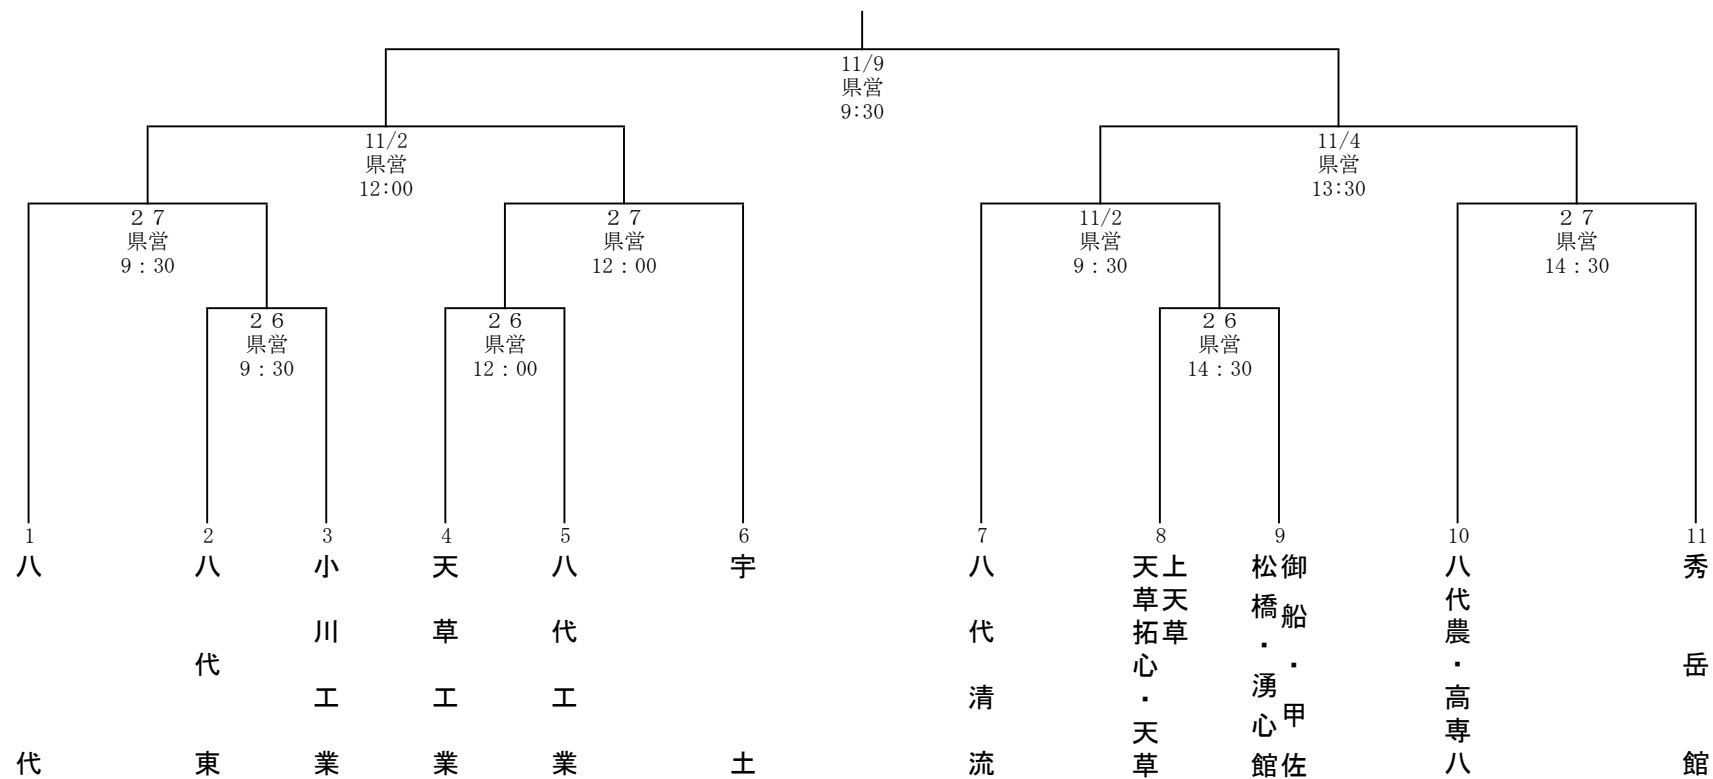 11/9
県営
9:30
11/2
県営
12:00
11/4
県営
13:30
２７
県営
9：30
２７
県営
12：00
11/2
県営
9：30
２７
県営
14：30
２６
県営
9：30
２６
県営
12：00
２６
県営
14：30
1
2
3
4
5
6
7
8
9
10
11
八代
八代東
小川工業
天草工業
八代工業
宇土
八代清流
上天草
天草拓心・天草
御船・甲佐
松橋・湧心館
八代農・高専八
秀岳館